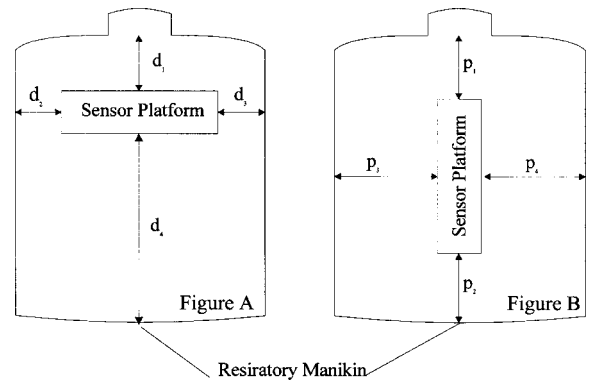 d₁
d₂
Sensor Platform
d₃
d₄
Figure A
p₁
p₃
Sensor Platform
p₄
p₂
Figure B
Resiratory Manikin